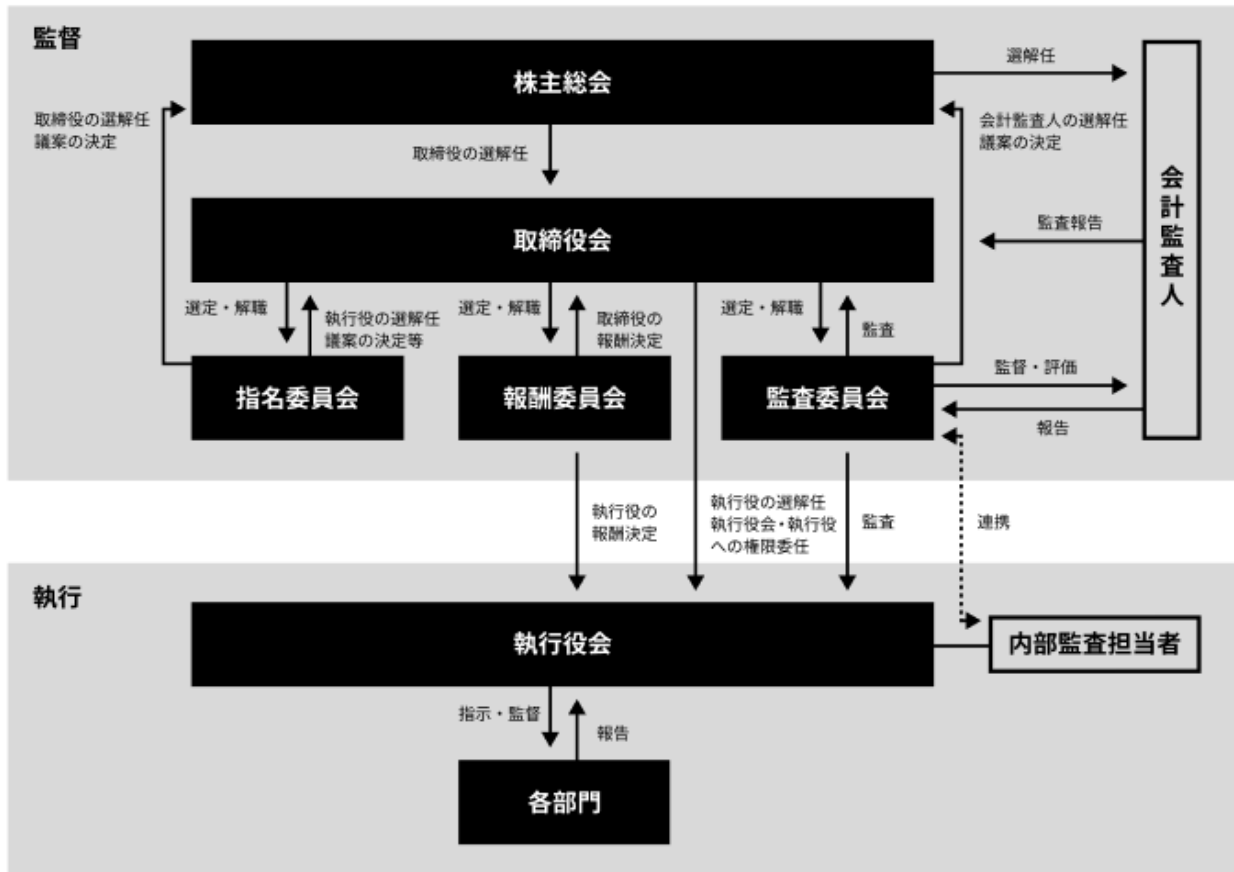 監督
株主総会
選解任
取締役の選解任
議案の決定
会計監査人の選解任
議案の決定
取締役の選解任
会計監査人
取締役会
監査報告
選定・解職
執行役の選解任
議案の決定等
選定・解職
取締役の
報酬決定
選定・解職
監査
指名委員会
報酬委員会
監査委員会
監督・評価
報告
執行役の
報酬決定
執行役の選解任
執行役会・執行役
への権限委任
監査
連携
執行
執行役会
内部監査担当者
指示・監督
報告
各部門